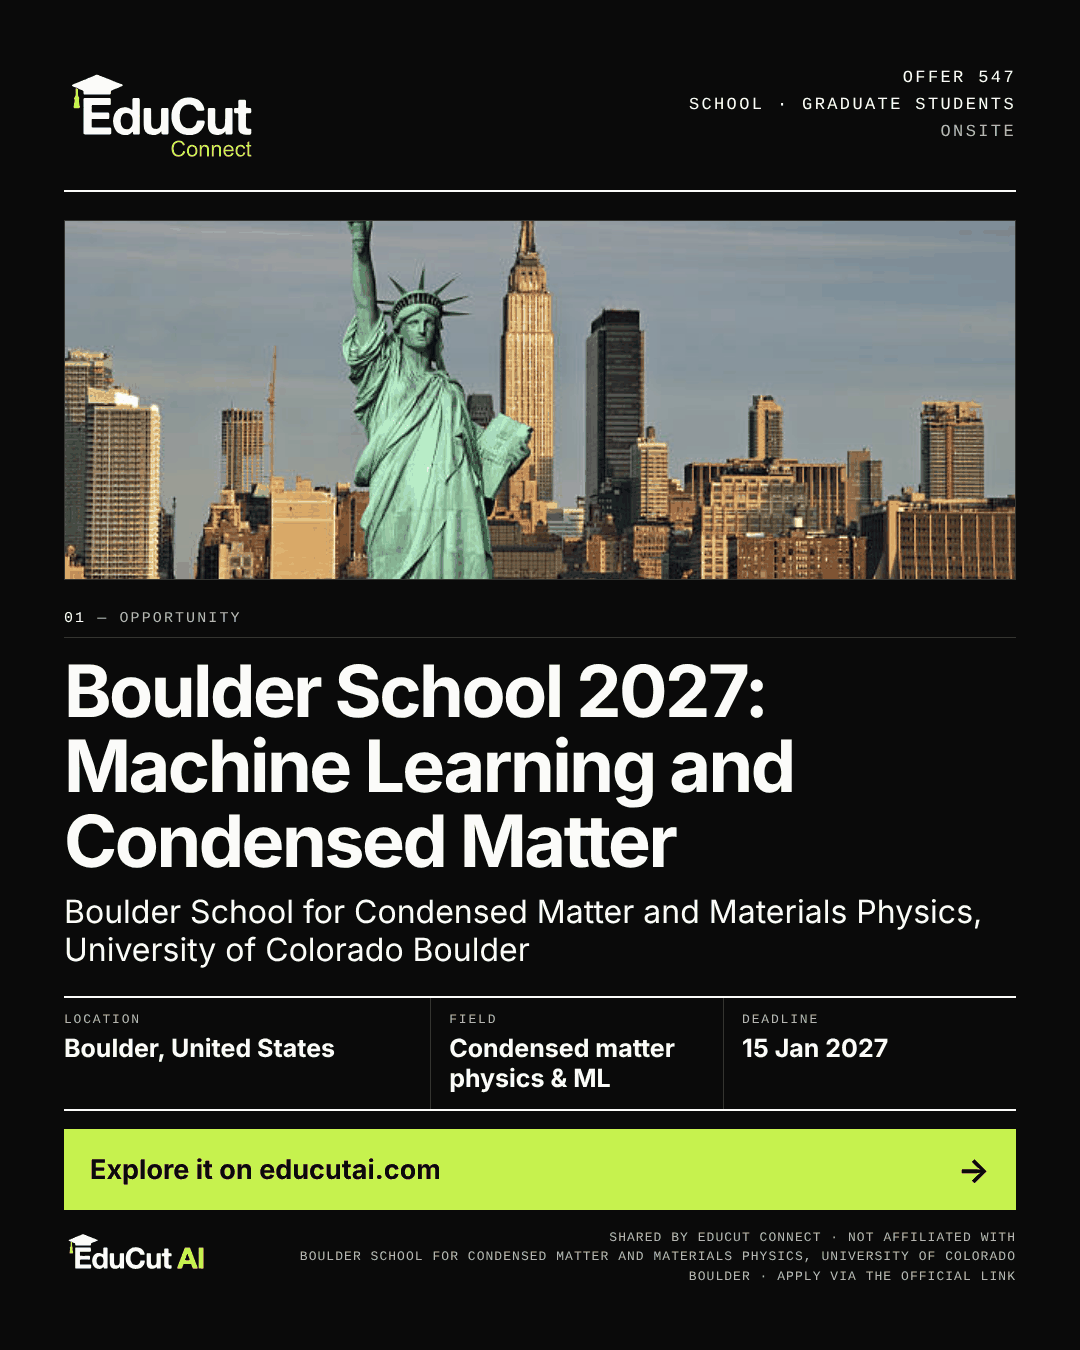 EduCut
Connect
OFFER 547
SCHOOL · GRADUATE STUDENTS
ONSITE
01 — OPPORTUNITY
Boulder School 2027:
Machine Learning and
Condensed Matter
Boulder School for Condensed Matter and Materials Physics,
University of Colorado Boulder
LOCATION
Boulder, United States
FIELD
Condensed matter
physics & ML
DEADLINE
15 Jan 2027
Explore it on educutai.com →
EduCut AI
SHARED BY EDUCUT CONNECT · NOT AFFILIATED WITH
BOULDER SCHOOL FOR CONDENSED MATTER AND MATERIALS PHYSICS, UNIVERSITY OF COLORADO
BOULDER · APPLY VIA THE OFFICIAL LINK